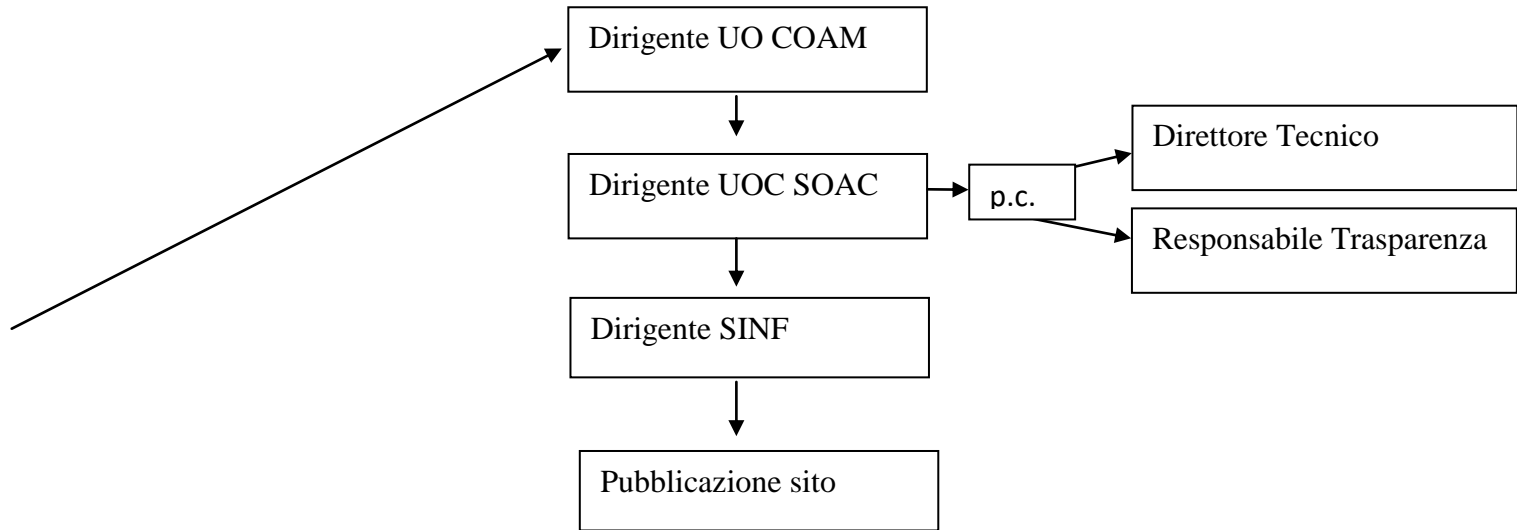 Dirigente UO COAM
Direttore Tecnico
Dirigente UOC SOAC
p.c.
Responsabile Trasparenza
Dirigente SINF
Pubblicazione sito